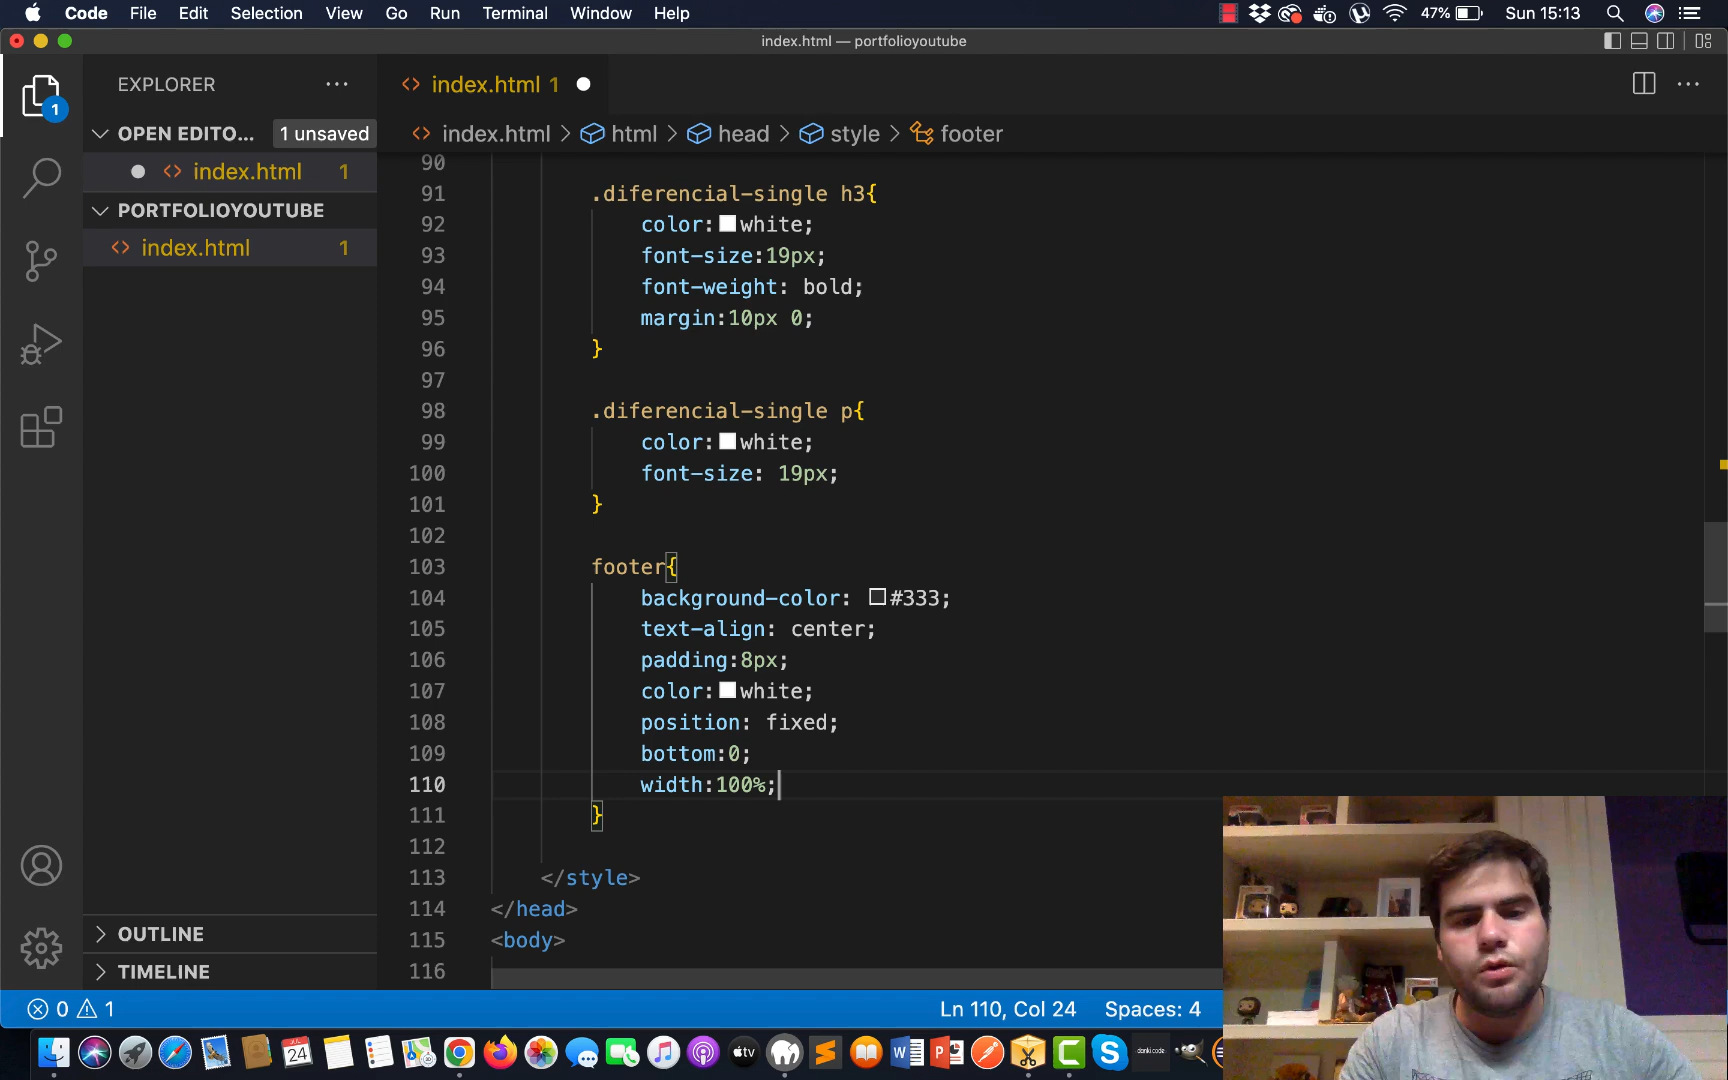 Code File Edit Selection View Go Run Terminal Window Help 47% Sun 15:13
index.html — portfolioyoutube
EXPLORER
index.html 1
OPEN EDITO... 1 unsaved
index.html > html > head > style > footer
index.html 1
PORTFOLIOYOUTUBE
index.html 1
90
91 .diferencial-single h3{
92 color:white;
93 font-size:19px;
94 font-weight: bold;
95 margin:10px 0;
96 }
97
98 .diferencial-single p{
99 color:white;
100 font-size: 19px;
101 }
102
103 footer{
104 background-color: #333;
105 text-align: center;
106 padding:8px;
107 color:white;
108 position: fixed;
109 bottom:0;
110 width:100%;
111 }
112
113 </style>
114 </head>
115 <body>
116
OUTLINE
TIMELINE
0 1 Ln 110, Col 24 Spaces: 4
JUL
24
tv
W
P
S
danki code